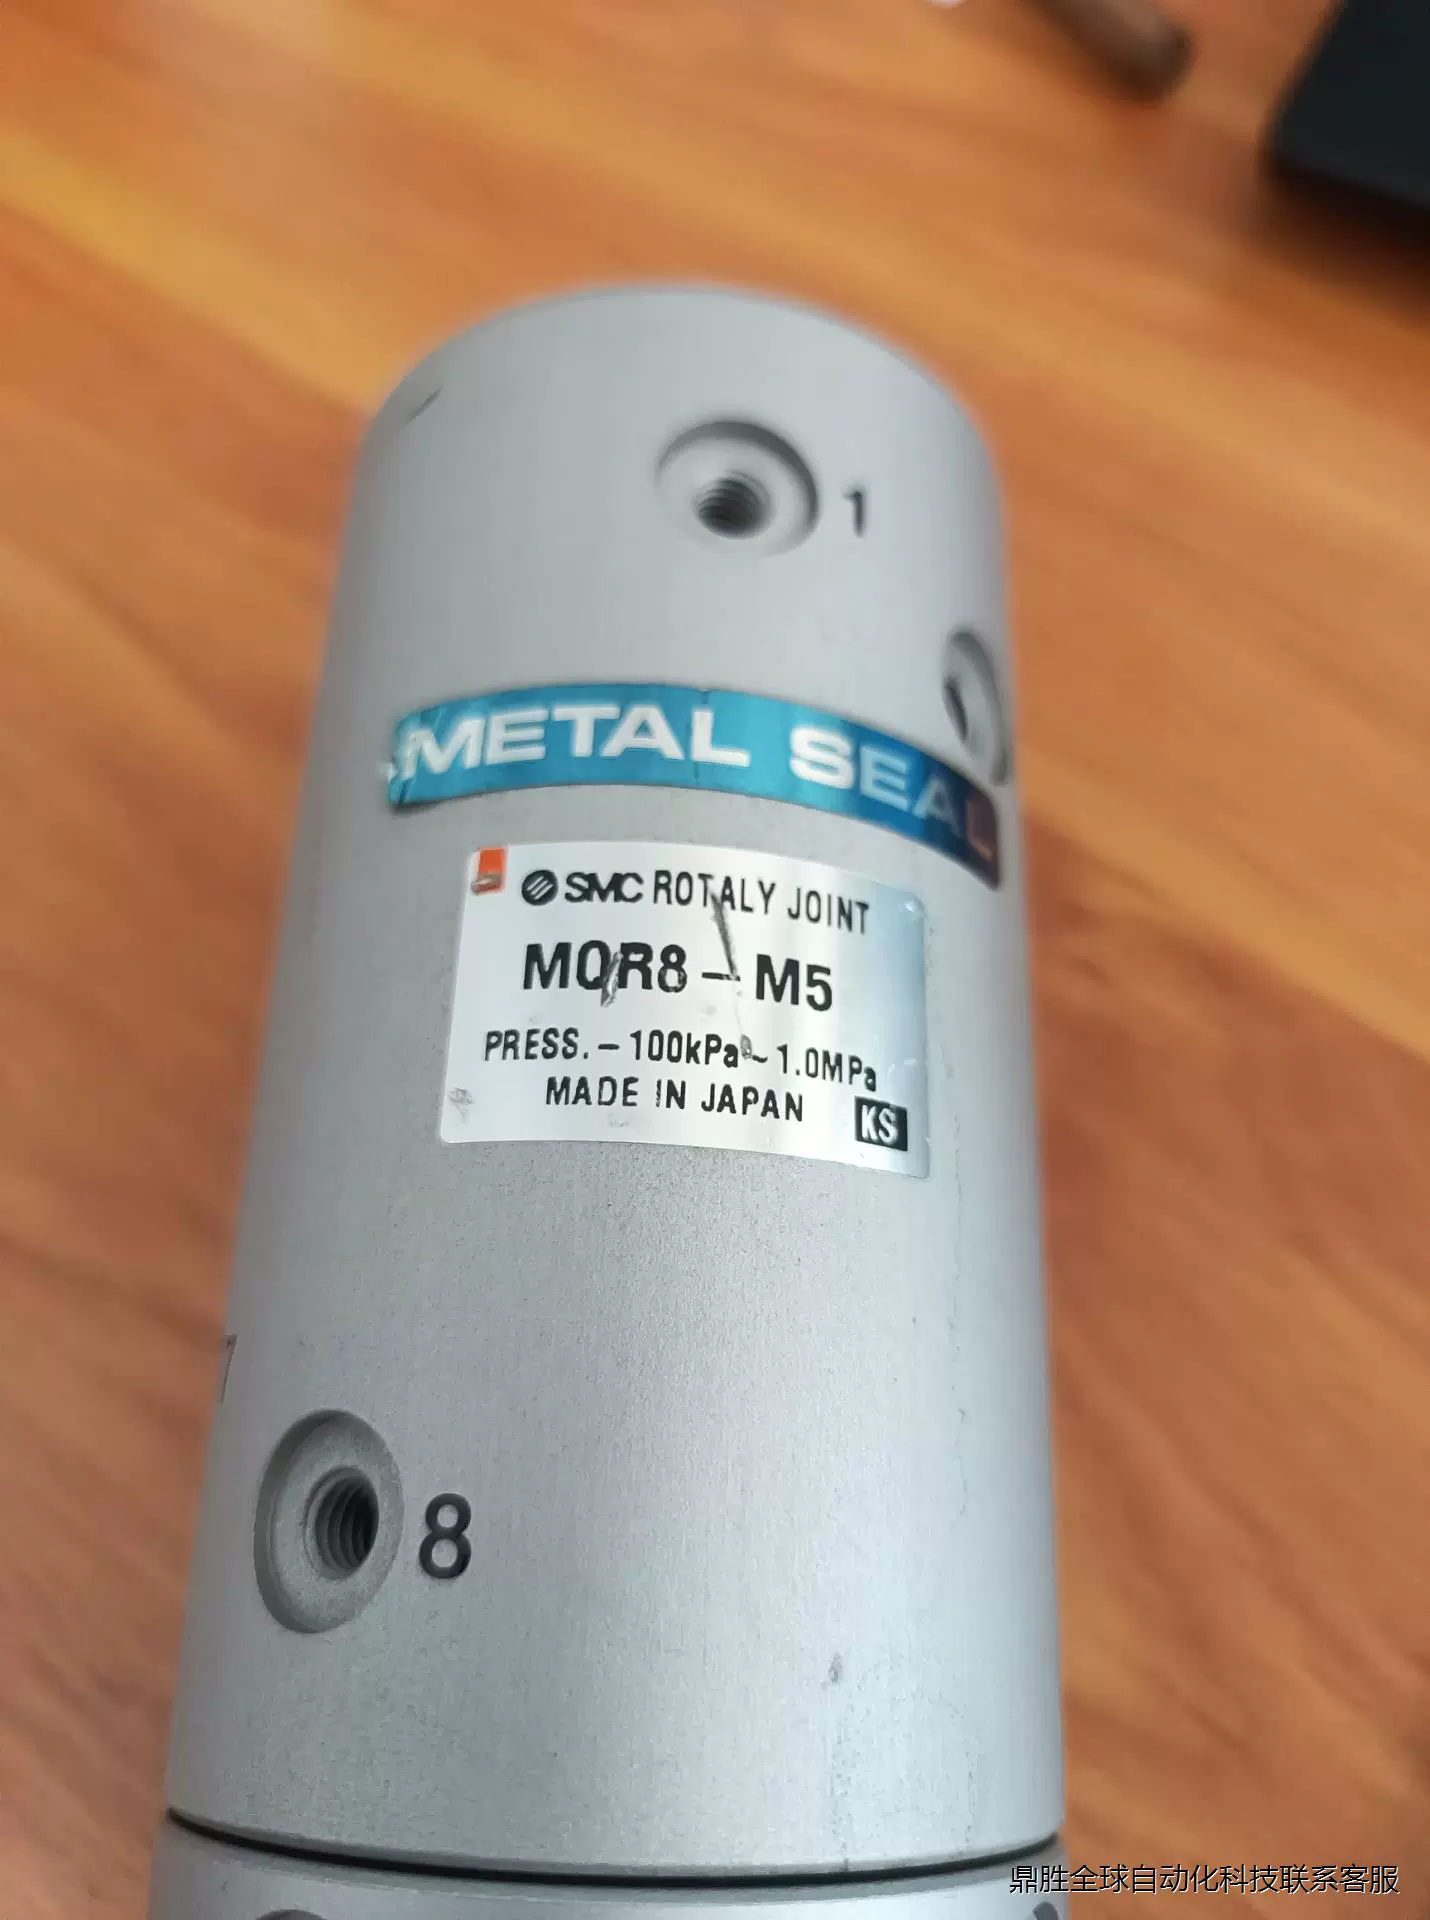 1
METAL SEAL
SMC ROTALY JOINT
MQR8-M5
PRESS.-100kPa~1.0MPa
MADE IN JAPAN
KS
7
8
鼎胜全球自动化科技联系客服